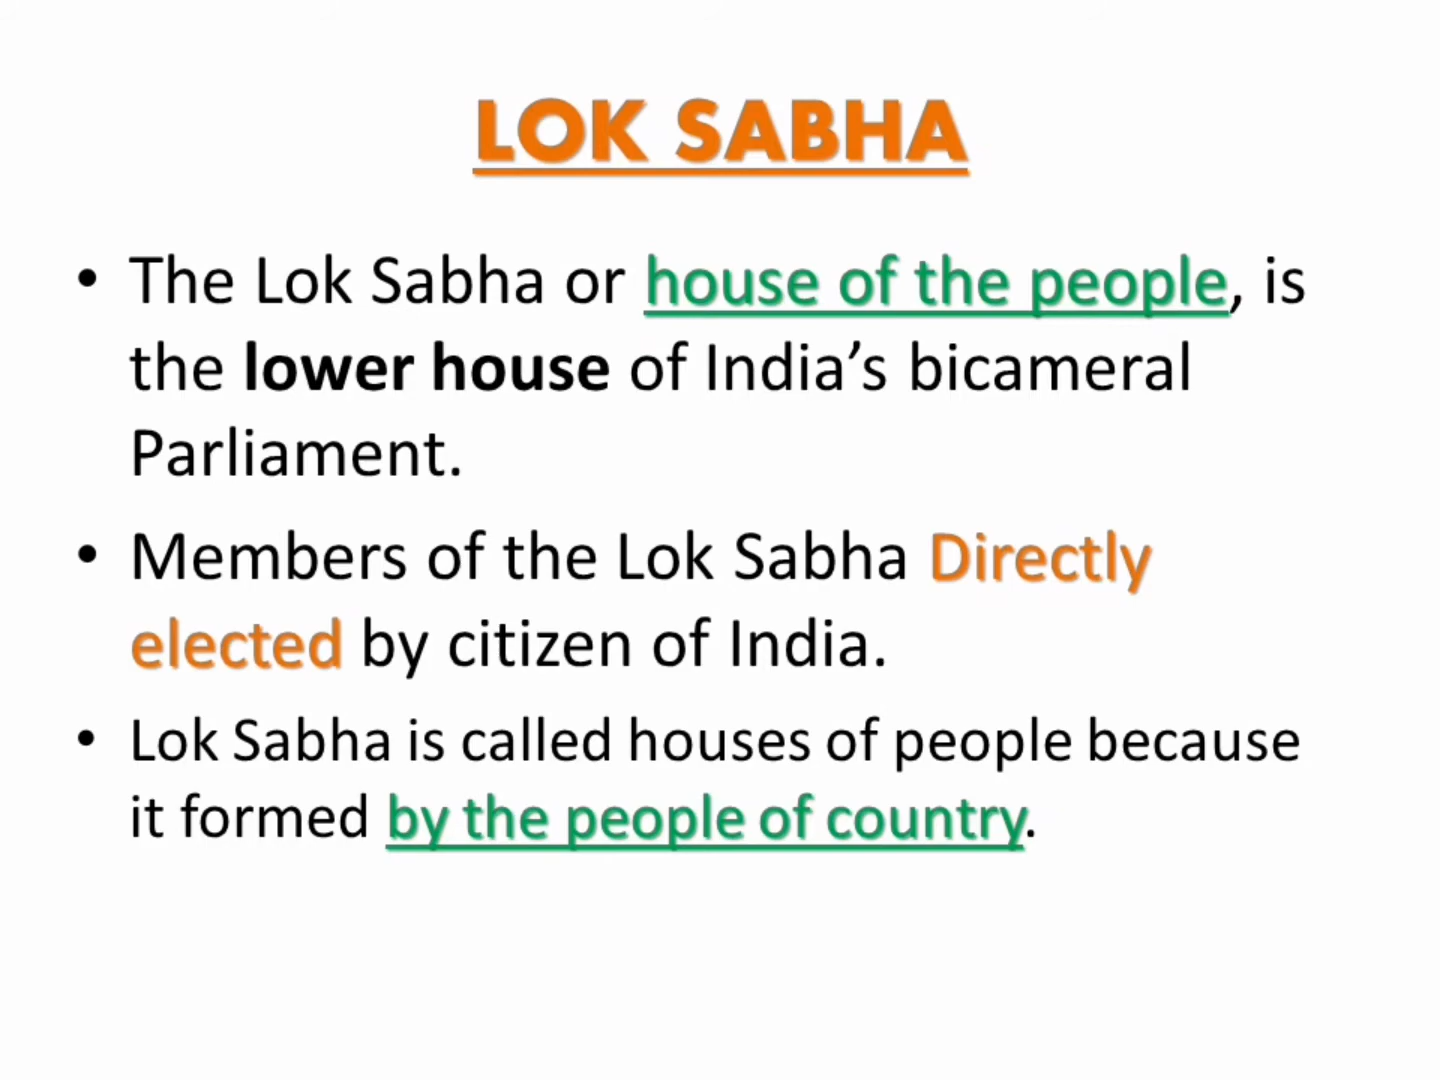 LOK SABHA
• The Lok Sabha or house of the people, is
the lower house of India’s bicameral
Parliament.
• Members of the Lok Sabha Directly
elected by citizen of India.
• Lok Sabha is called houses of people because
it formed by the people of country.